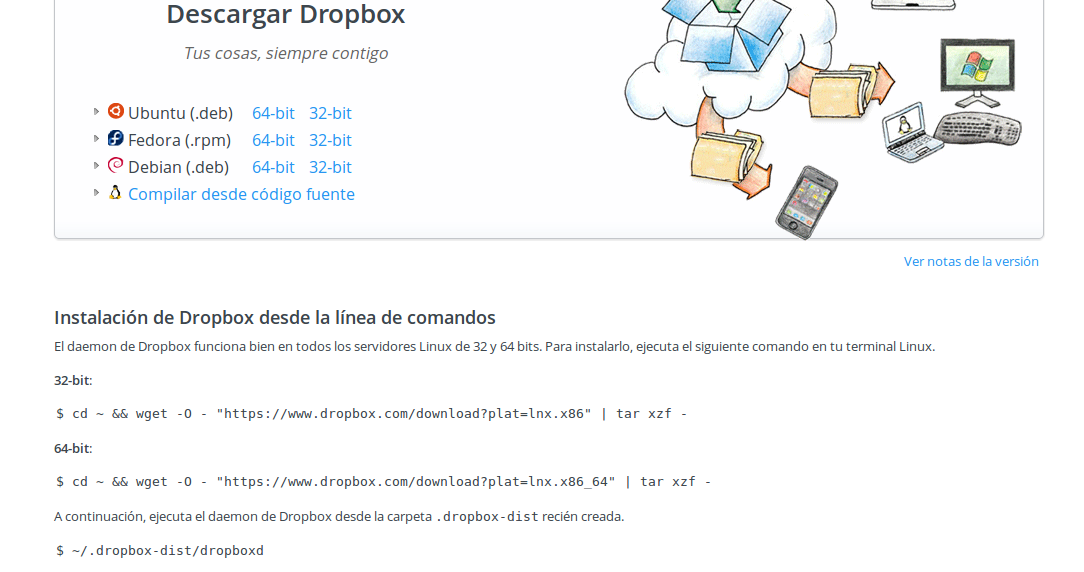 Descargar Dropbox
Tus cosas, siempre contigo
Ubuntu (.deb) 64-bit 32-bit
Fedora (.rpm) 64-bit 32-bit
Debian (.deb) 64-bit 32-bit
Compilar desde código fuente
Ver notas de la versión
Instalación de Dropbox desde la línea de comandos
El daemon de Dropbox funciona bien en todos los servidores Linux de 32 y 64 bits. Para instalarlo, ejecuta el siguiente comando en tu terminal Linux.
32-bit:
$ cd ~ && wget -O - "https://www.dropbox.com/download?plat=lnx.x86" | tar xzf -
64-bit:
$ cd ~ && wget -O - "https://www.dropbox.com/download?plat=lnx.x86_64" | tar xzf -
A continuación, ejecuta el daemon de Dropbox desde la carpeta .dropbox-dist recién creada.
$ ~/.dropbox-dist/dropboxd